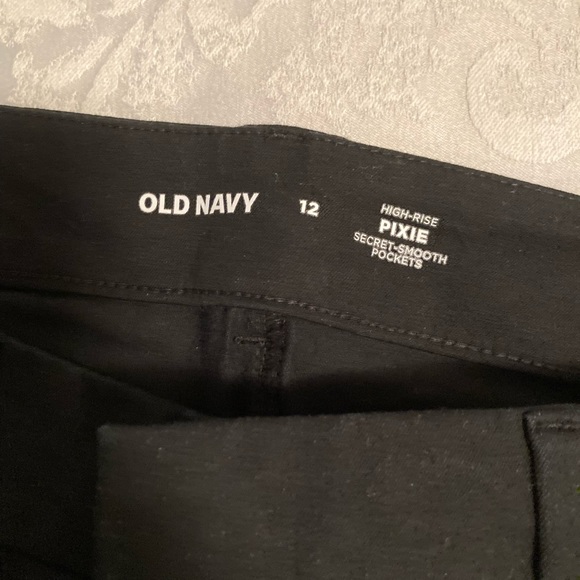 OLD NAVY
12
HIGH-RISE
PIXIE
SECRET-SMOOTH
POCKETS